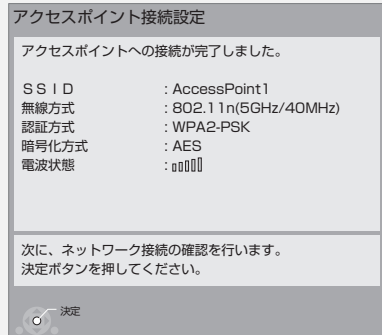 アクセスポイント接続設定
アクセスポイントへの接続が完了しました。
ＳＳＩＤ : AccessPoint1
無線方式 : 802.11n(5GHz/40MHz)
認証方式 : WPA2-PSK
暗号化方式 : AES
電波状態 :
次に、ネットワーク接続の確認を行います。
決定ボタンを押してください。
決定